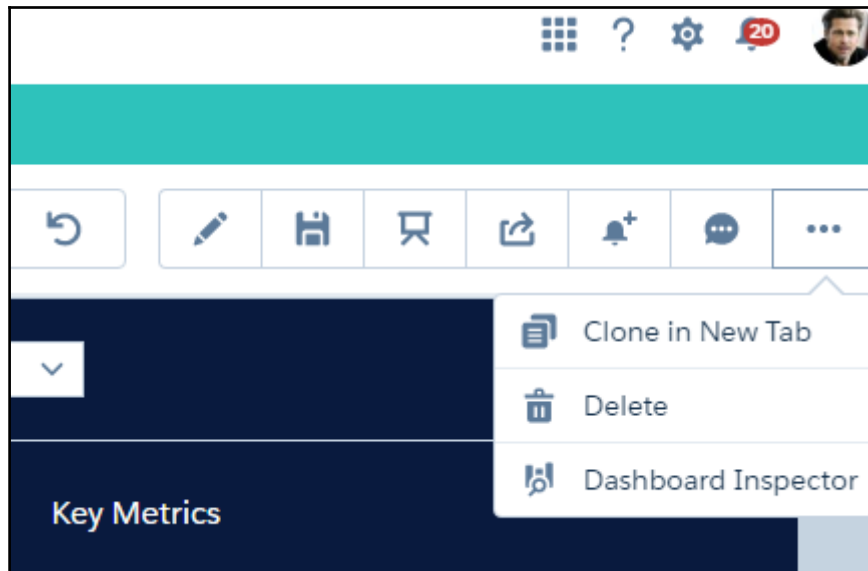 ?
20
Clone in New Tab
Delete
Dashboard Inspector
Key Metrics